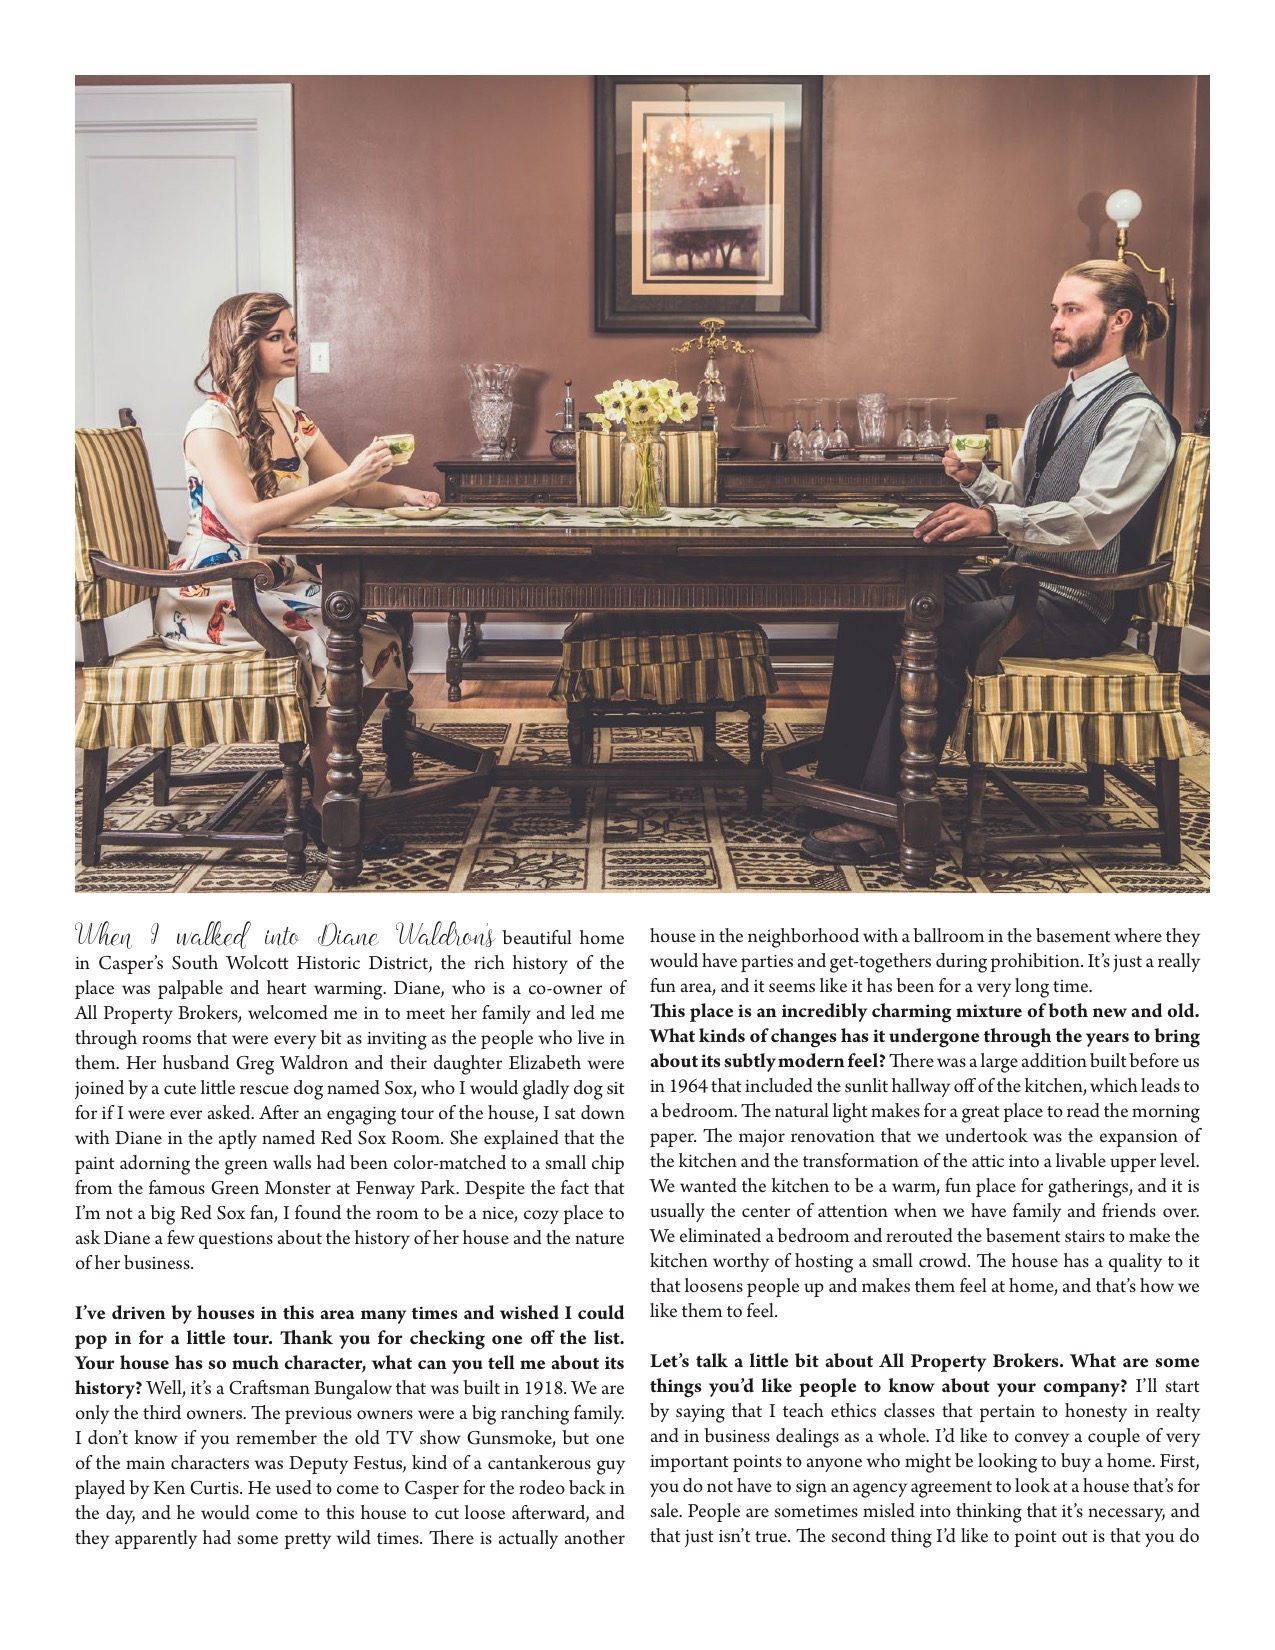 When I walked into Diane Waldron's beautiful home
in Casper’s South Wolcott Historic District, the rich history of the
place was palpable and heart warming. Diane, who is a co-owner of
All Property Brokers, welcomed me in to meet her family and led me
through rooms that were every bit as inviting as the people who live in
them. Her husband Greg Waldron and their daughter Elizabeth were
joined by a cute little rescue dog named Sox, who I would gladly dog sit
for if I were ever asked. After an engaging tour of the house, I sat down
with Diane in the aptly named Red Sox Room. She explained that the
paint adorning the green walls had been color-matched to a small chip
from the famous Green Monster at Fenway Park. Despite the fact that
I’m not a big Red Sox fan, I found the room to be a nice, cozy place to
ask Diane a few questions about the history of her house and the nature
of her business.
I’ve driven by houses in this area many times and wished I could
pop in for a little tour. Thank you for checking one off the list.
Your house has so much character, what can you tell me about its
history? Well, it’s a Craftsman Bungalow that was built in 1918. We are
only the third owners. The previous owners were a big ranching family.
I don’t know if you remember the old TV show Gunsmoke, but one
of the main characters was Deputy Festus, kind of a cantankerous guy
played by Ken Curtis. He used to come to Casper for the rodeo back in
the day, and he would come to this house to cut loose afterward, and
they apparently had some pretty wild times. There is actually another
house in the neighborhood with a ballroom in the basement where they
would have parties and get-togethers during prohibition. It’s just a really
fun area, and it seems like it has been for a very long time.
This place is an incredibly charming mixture of both new and old.
What kinds of changes has it undergone through the years to bring
about its subtly modern feel? There was a large addition built before us
in 1964 that included the sunlit hallway off of the kitchen, which leads to
a bedroom. The natural light makes for a great place to read the morning
paper. The major renovation that we undertook was the expansion of
the kitchen and the transformation of the attic into a livable upper level.
We wanted the kitchen to be a warm, fun place for gatherings, and it is
usually the center of attention when we have family and friends over.
We eliminated a bedroom and rerouted the basement stairs to make the
kitchen worthy of hosting a small crowd. The house has a quality to it
that loosens people up and makes them feel at home, and that’s how we
like them to feel.
Let’s talk a little bit about All Property Brokers. What are some
things you’d like people to know about your company? I’ll start
by saying that I teach ethics classes that pertain to honesty in realty
and in business dealings as a whole. I’d like to convey a couple of very
important points to anyone who might be looking to buy a home. First,
you do not have to sign an agency agreement to look at a house that’s for
sale. People are sometimes misled into thinking that it’s necessary, and
that just isn’t true. The second thing I’d like to point out is that you do